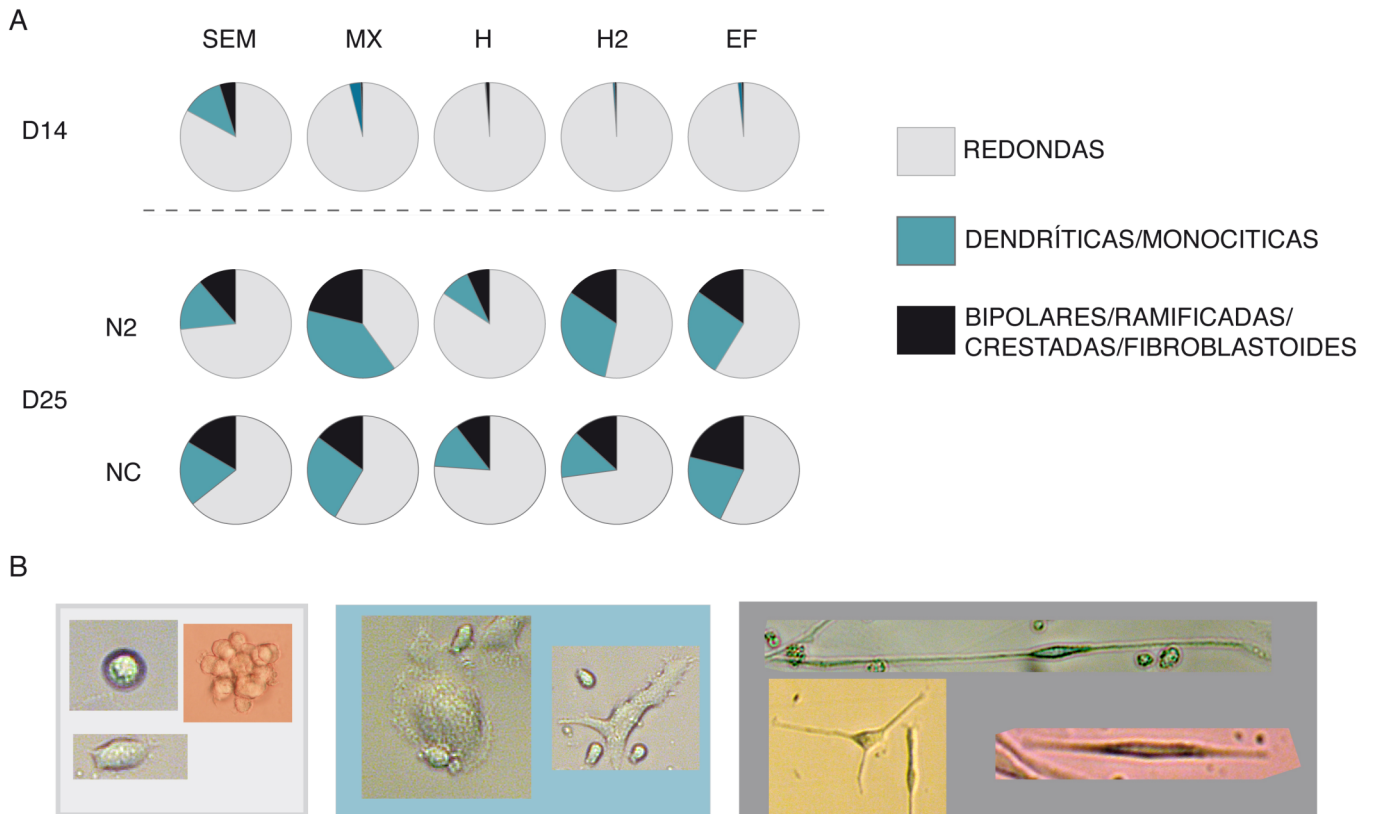 A
SEM MX H H2 EF
D14
REDONDAS
DENDRÍTICAS/MONOCITICAS
BIPOLARES/RAMIFICADAS/
CRESTADAS/FIBROBLASTOIDES
N2
D25
NC
B